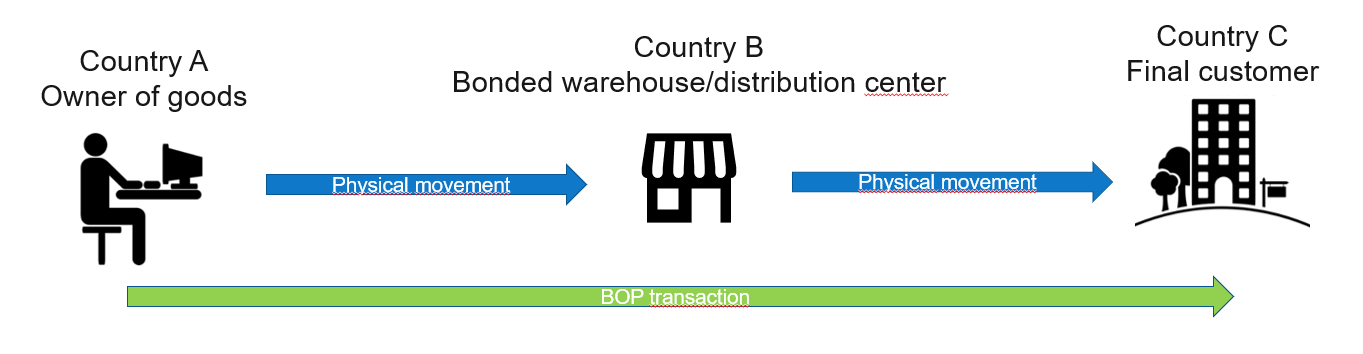 Country A
Owner of goods
Country B
Bonded warehouse/distribution center
Country C
Final customer
Physical movement
Physical movement
BOP transaction